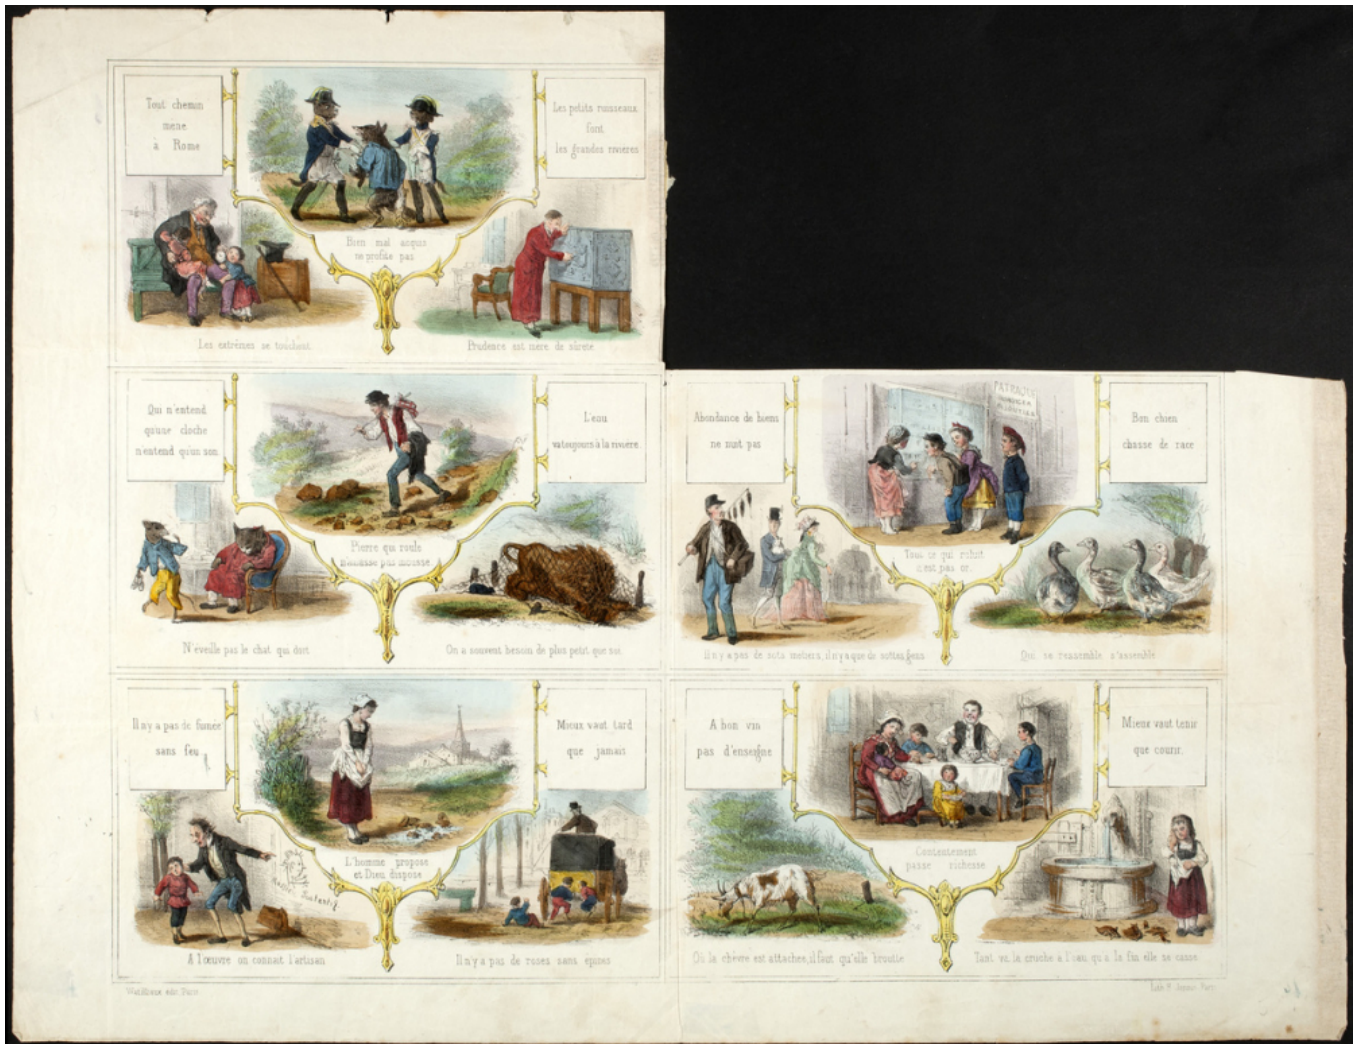 Tout chemin
mène
à Rome
Les petits ruisseaux
font
les grandes rivières
Bien mal acquis
ne profite pas
Les extrêmes se touchent.
Prudence est mère de sûreté.
Qui n'entend
qu'une cloche
n'entend qu'un son.
L'eau
va toujours à la rivière.
Pierre qui roule
n'amasse pas mousse.
N'éveille pas le chat qui dort.
On a souvent besoin de plus petit que soi.
Abondance de biens
ne nuit pas
Bon chien
chasse de race
Tout ce qui reluit
n'est pas or.
Il n'y a pas de sots métiers, il n'y a que de sottes gens.
Qui se ressemble s'assemble.
Il n'y a pas de fumée
sans feu
Mieux vaut tard
que jamais
L'homme propose
et Dieu dispose
A l'œuvre on connait l'artisan
Il n'y a pas de roses sans épines
A bon vin
pas d'enseigne
Mieux vaut tenir
que courir.
Contentement
passe richesse
Où la chèvre est attachée, il faut qu'elle broutte
Tant va la cruche à l'eau, qu'à la fin elle se casse.
édit. Paris
Lith. Paris